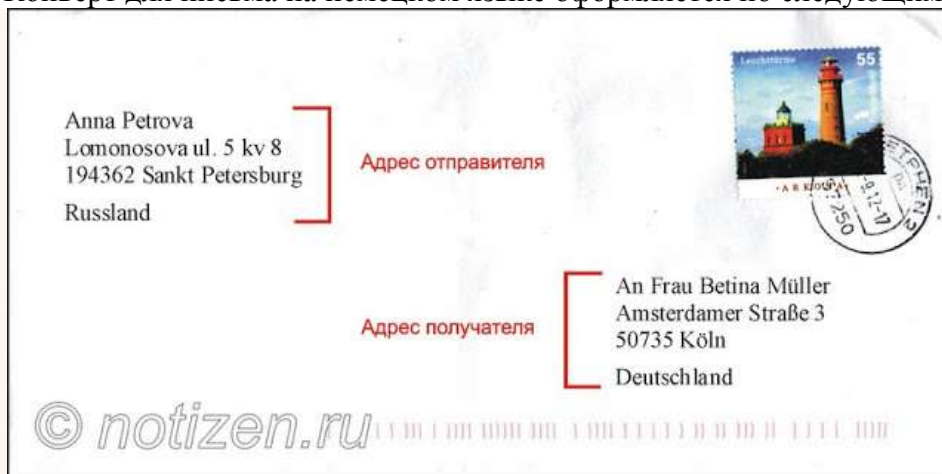 Конверт для письма на немецком языке оформляется по следующим
Leuchttürme 55
Anna Petrova
Lomonosova ul. 5 kv 8
194362 Sankt Petersburg
Russland
Адрес отправителя
An Frau Betina Müller
Amsterdamer Straße 3
50735 Köln
Deutschland
Адрес получателя
© notizen.ru